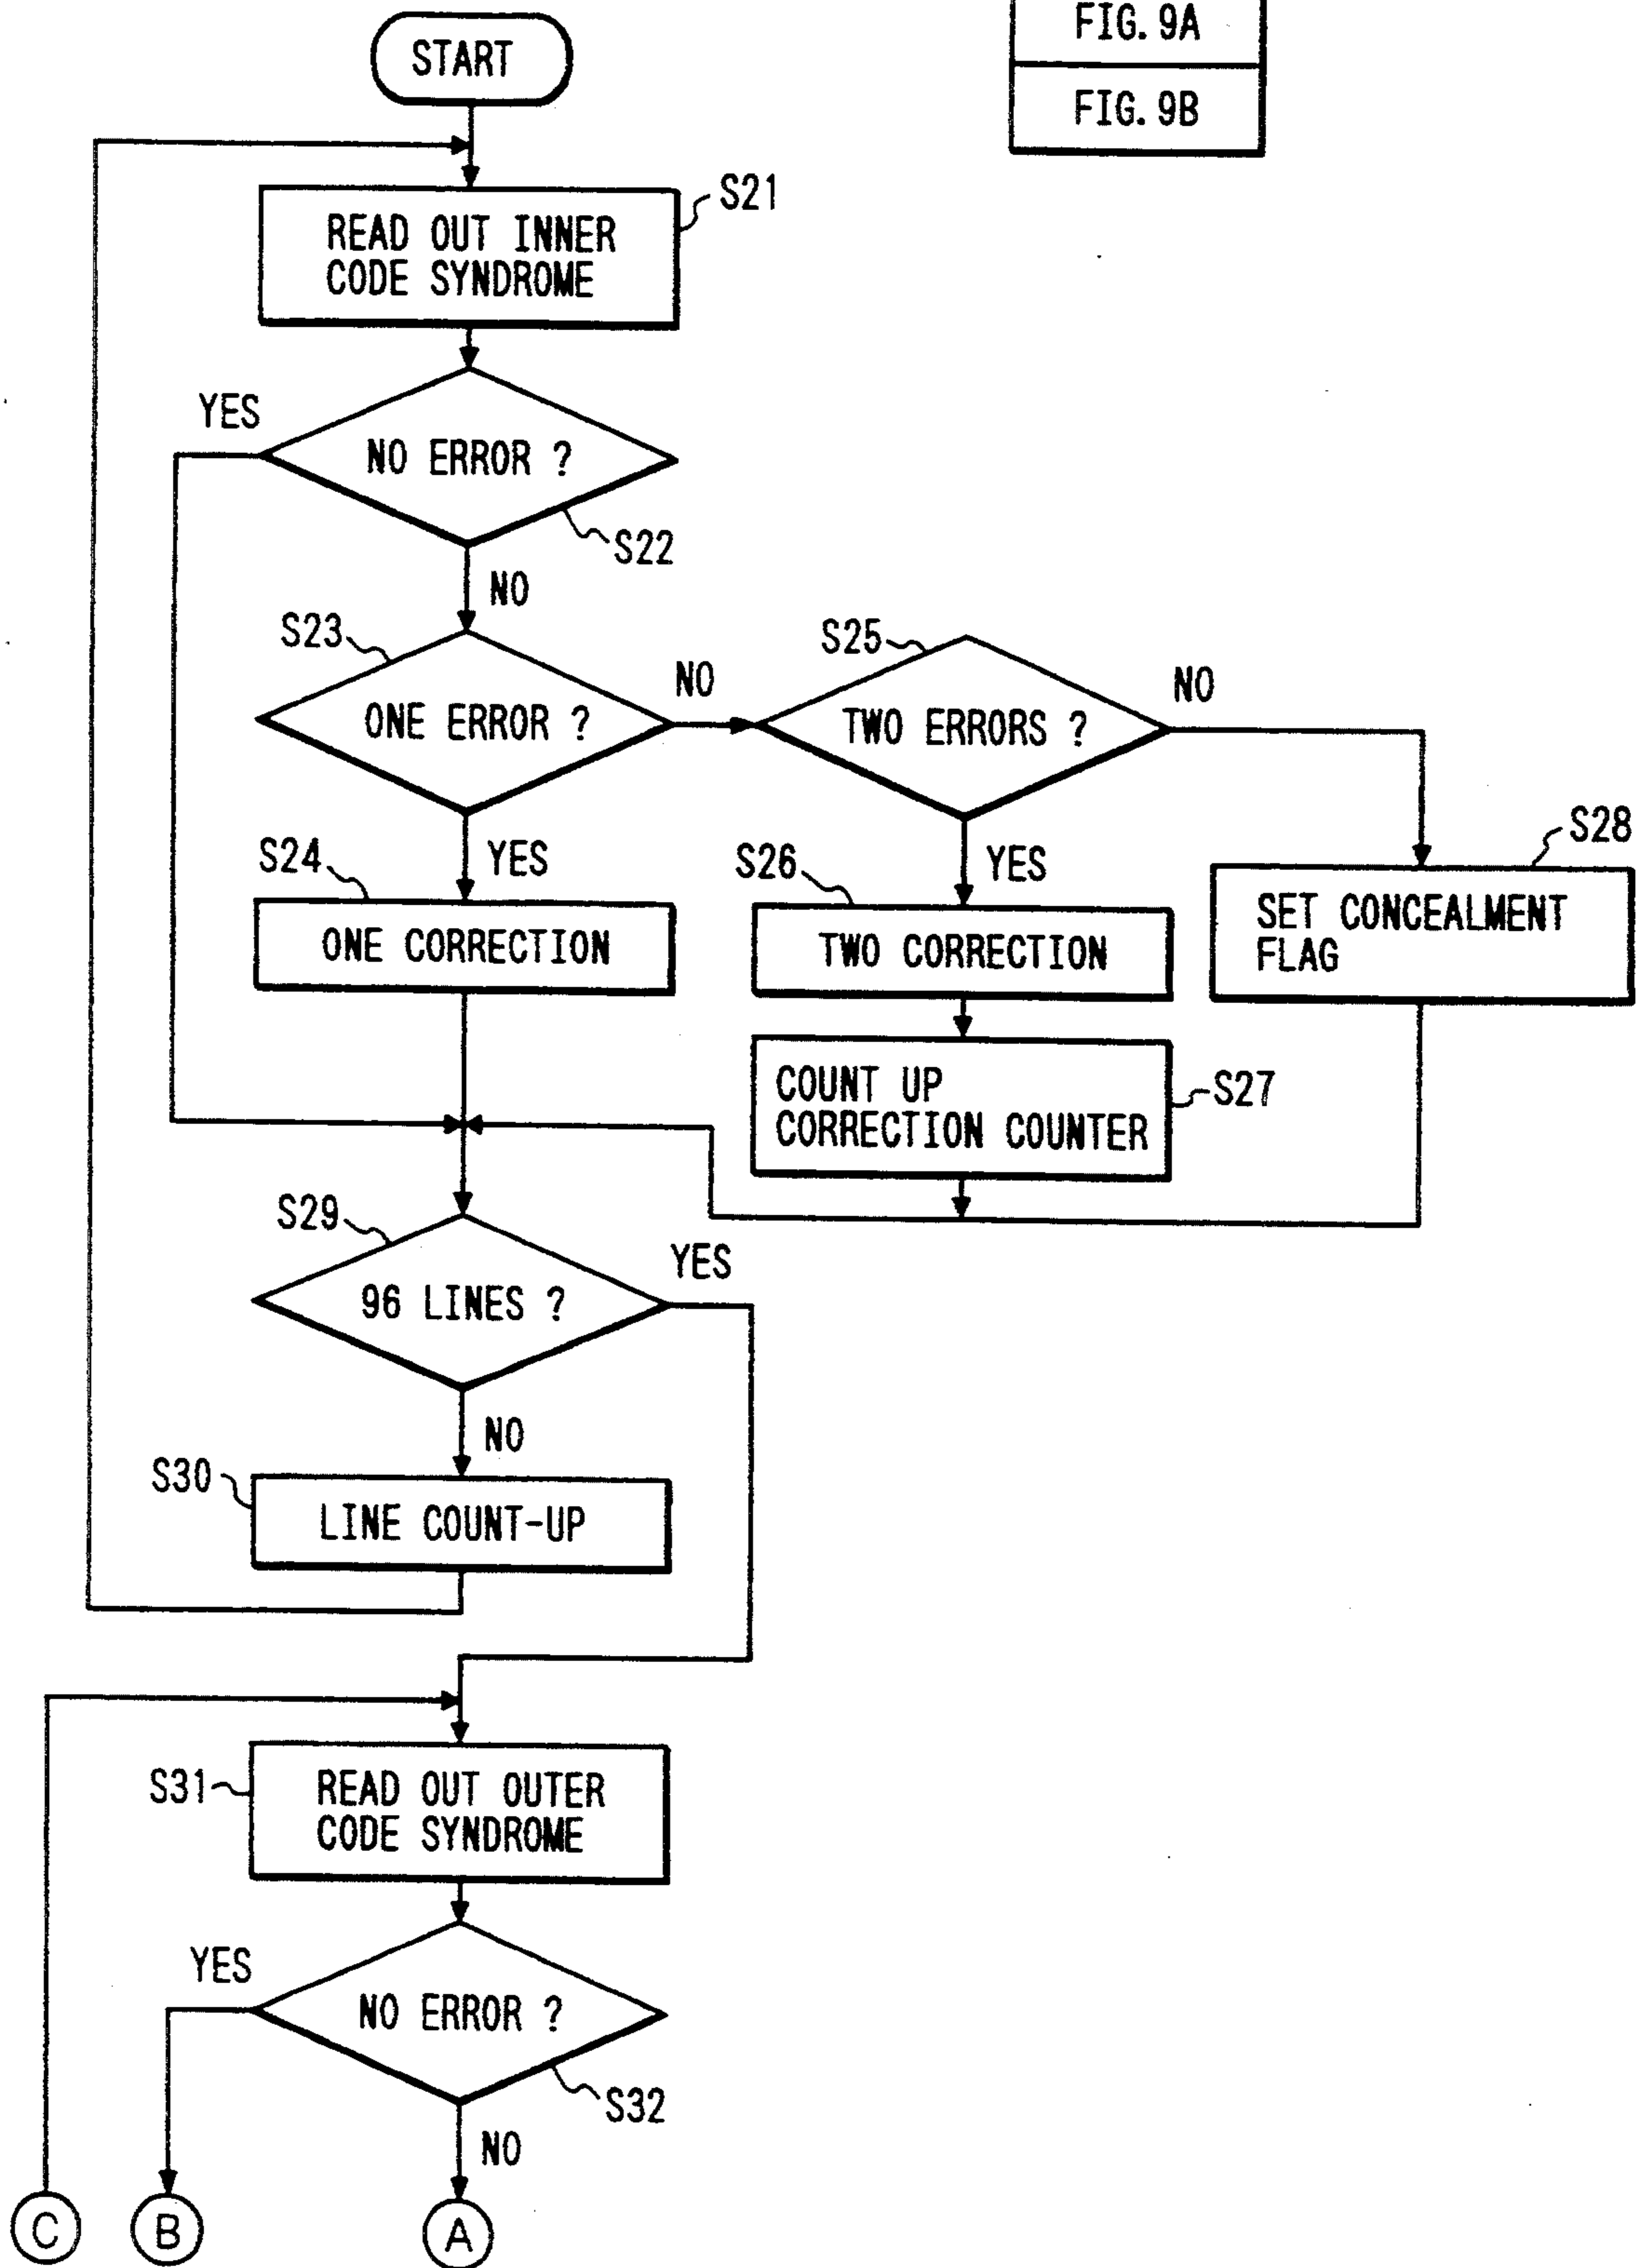 FIG. 9A
FIG. 9B
START
S21
READ OUT INNER
CODE SYNDROME
YES
NO ERROR ?
S22
NO
S23
ONE ERROR ?
NO
S25
TWO ERRORS ?
NO
S24
YES
ONE CORRECTION
S26
YES
TWO CORRECTION
S28
SET CONCEALMENT
FLAG
COUNT UP
CORRECTION COUNTER
S27
S29
96 LINES ?
YES
NO
S30
LINE COUNT-UP
S31
READ OUT OUTER
CODE SYNDROME
YES
NO ERROR ?
S32
NO
C
B
A